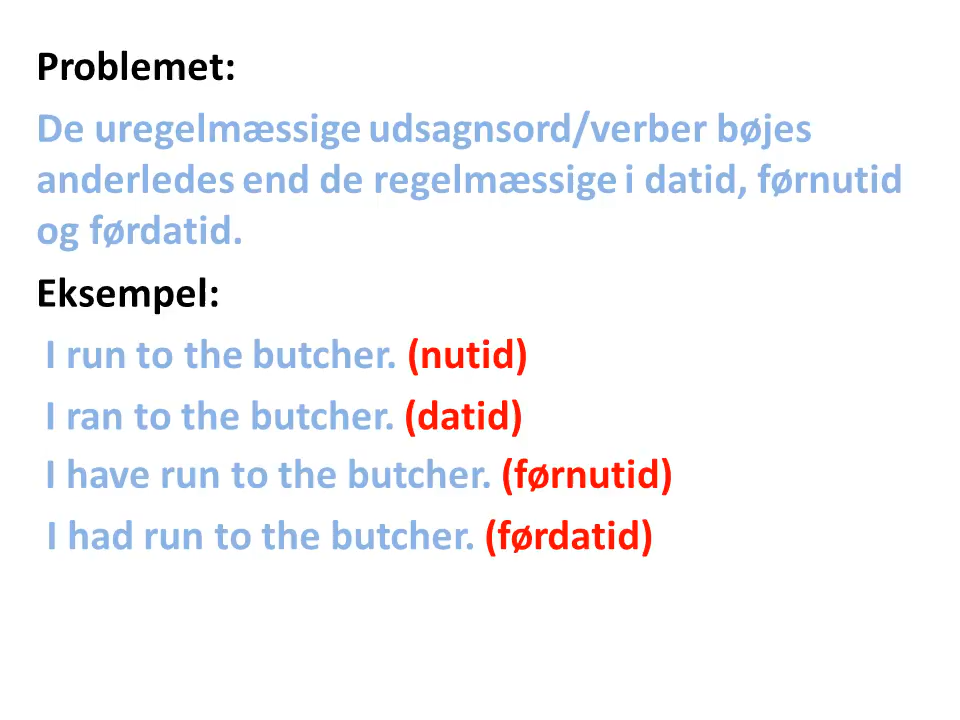 Problemet:
De uregelmæssige udsagnsord/verber bøjes
anderledes end de regelmæssige i datid, førnutid
og førdatid.
Eksempel:
I run to the butcher. (nutid)
I ran to the butcher. (datid)
I have run to the butcher. (førnutid)
I had run to the butcher. (førdatid)